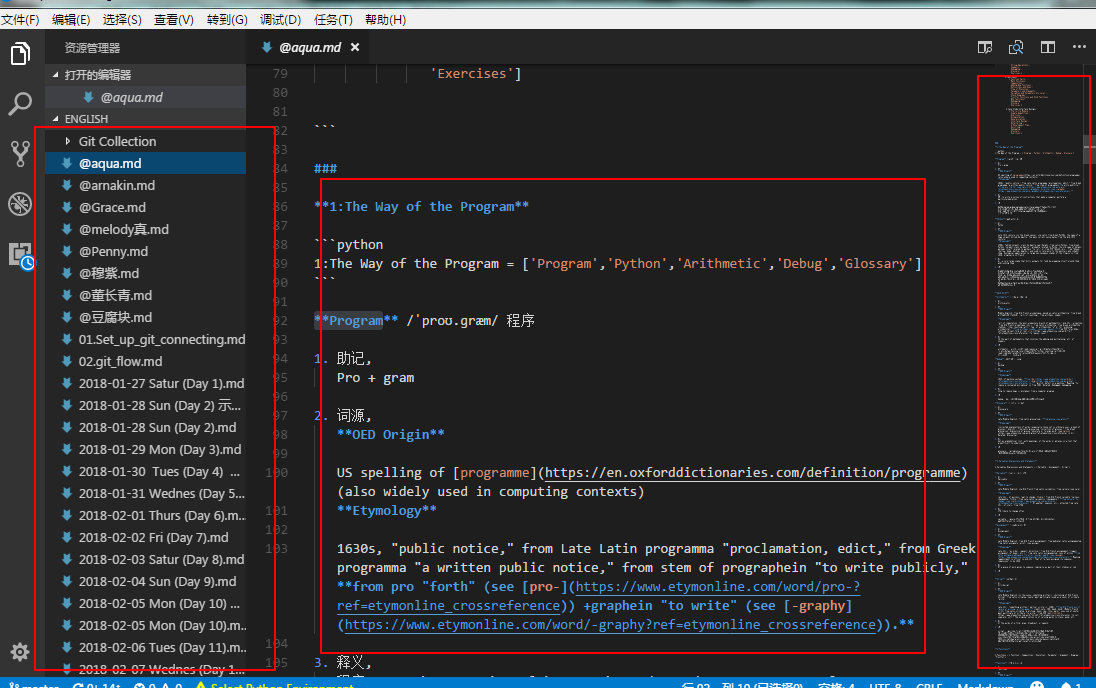 文件(F) 编辑(E) 选择(S) 查看(V) 转到(G) 调试(D) 任务(T) 帮助(H)
资源管理器
打开的编辑器
@aqua.md
ENGLISH
Git Collection
@aqua.md
@arnakin.md
@Grace.md
@melody真.md
@Penny.md
@穆紫.md
@董长青.md
@豆腐块.md
01.Set_up_git_connecting.md
02.git_flow.md
2018-01-27 Satur (Day 1).md
2018-01-28 Sun (Day 2) 示...
2018-01-28 Sun (Day 2).md
2018-01-29 Mon (Day 3).md
2018-01-30 Tues (Day 4) ...
2018-01-31 Wednes (Day 5...
2018-02-01 Thurs (Day 6).m...
2018-02-02 Fri (Day 7).md
2018-02-03 Satur (Day 8).md
2018-02-04 Sun (Day 9).md
2018-02-05 Mon (Day 10) ...
2018-02-05 Mon (Day 10).m...
2018-02-06 Tues (Day 11).m...
2018-02-07 Wednes (Day 1...
@aqua.md ×
79 'Exercises']
80
81
82 ```
83
84 ###
85
86 **1:The Way of the Program**
87
88 ```python
89 1:The Way of the Program = ['Program','Python','Arithmetic','Debug','Glossary']
90 ```
91
92 **Program** /ˈproʊ.ɡræm/ 程序
93
94 1. 助记,
95 Pro + gram
96
97 2. 词源,
98 **OED Origin**
99
100 US spelling of [programme](https://en.oxforddictionaries.com/definition/programme)
(also widely used in computing contexts)
101 **Etymology**
102
103 1630s, "public notice," from Late Latin programma "proclamation, edict," from Greek
programma "a written public notice," from stem of prographein "to write publicly,"
**from pro "forth" (see [pro-](https://www.etymonline.com/word/pro-?
ref=etymonline_crossreference)) +graphein "to write" (see [-graphy]
(https://www.etymonline.com/word/-graphy?ref=etymonline_crossreference)).**
104
105 3. 释义,
master 0↓ 14↑ 0 0 Select Python Environment 行 92, 列 10 (已选择9) 空格: 4 UTF-8 CRLF Markdown 1